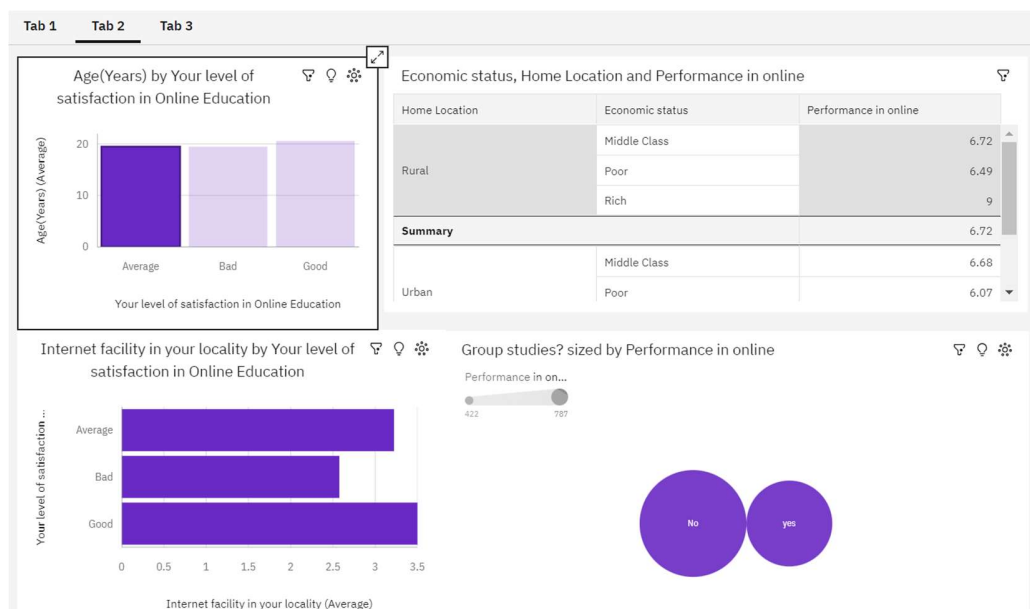 Tab 1 Tab 2 Tab 3
Age(Years) by Your level of
satisfaction in Online Education
Age(Years) (Average)
20
10
0
Average Bad Good
Your level of satisfaction in Online Education
Economic status, Home Location and Performance in online
Home Location Economic status Performance in online
Rural Middle Class 6.72
Poor 6.49
Rich 9
Summary 6.72
Urban Middle Class 6.68
Poor 6.07
Internet facility in your locality by Your level of
satisfaction in Online Education
Your level of satisfaction ...
Average
Bad
Good
0 0.5 1 1.5 2 2.5 3 3.5
Internet facility in your locality (Average)
Group studies? sized by Performance in online
Performance in on...
422 787
No yes